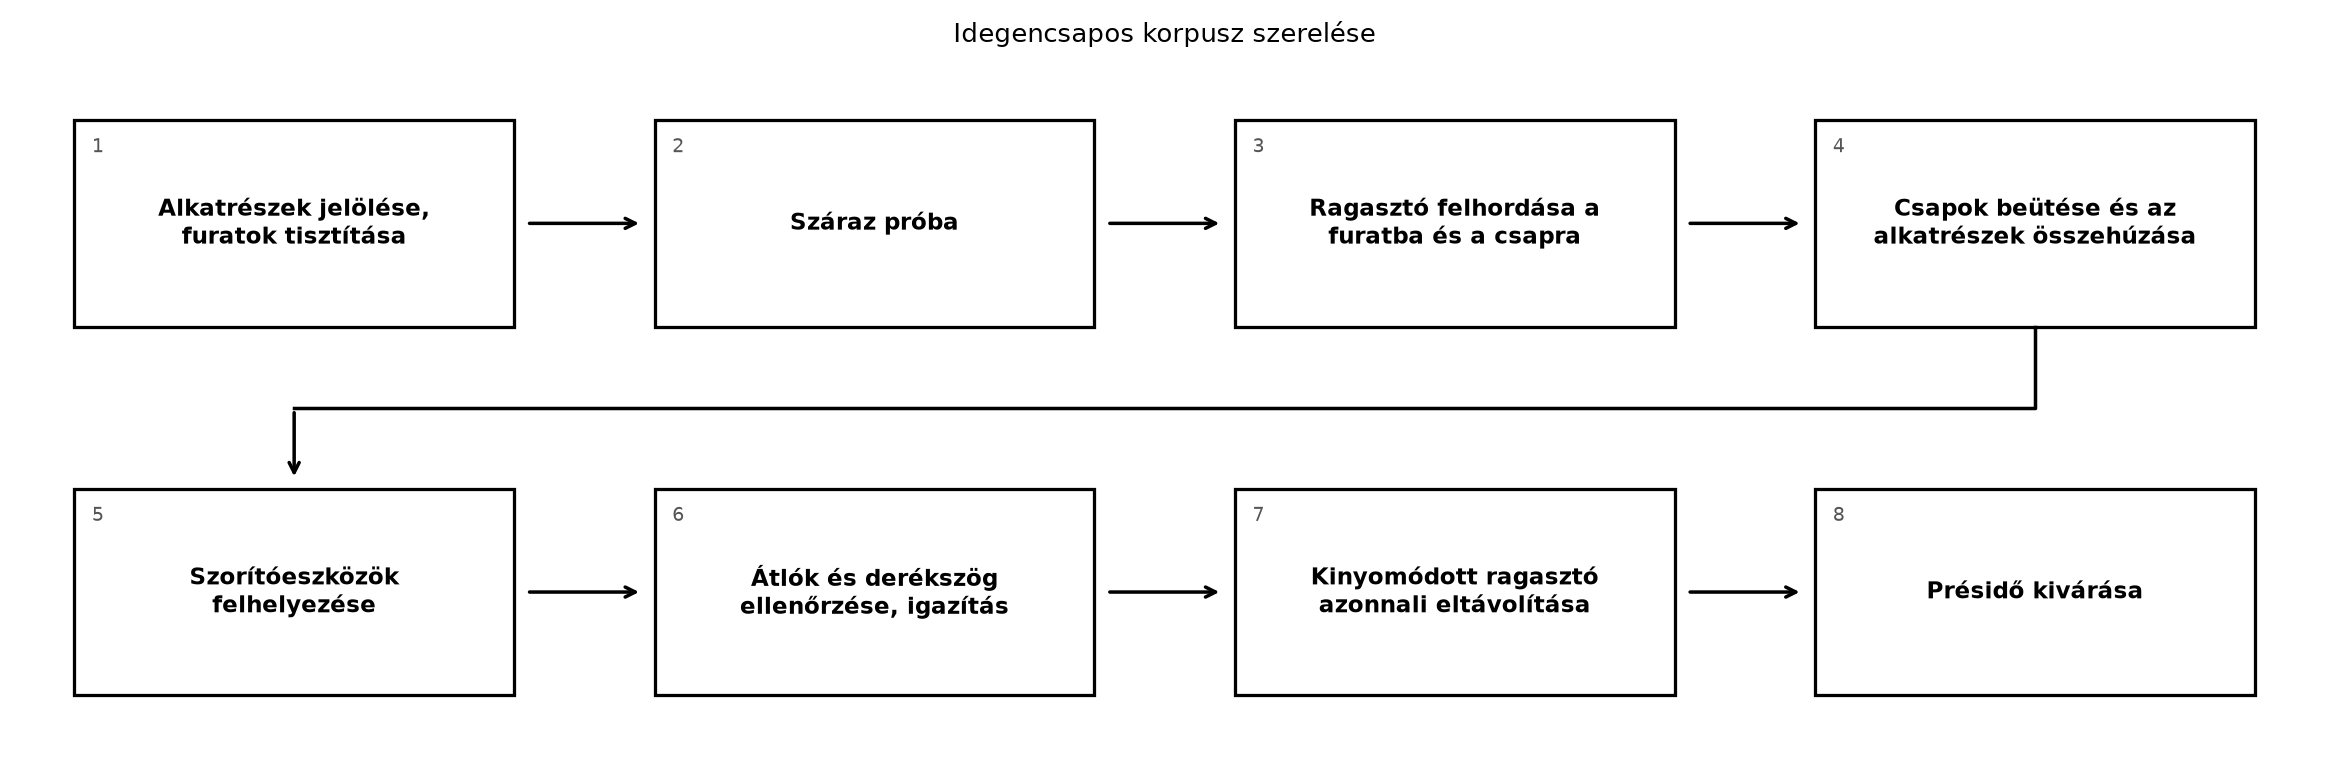 Idegencsapos korpusz szerelése
1
Alkatrészek jelölése,
furatok tisztítása
2
Száraz próba
3
Ragasztó felhordása a
furatba és a csapra
4
Csapok beütése és az
alkatrészek összehúzása
5
Szorítóeszközök
felhelyezése
6
Átlók és derékszög
ellenőrzése, igazítás
7
Kinyomódott ragasztó
azonnali eltávolítása
8
Présidő kivárása